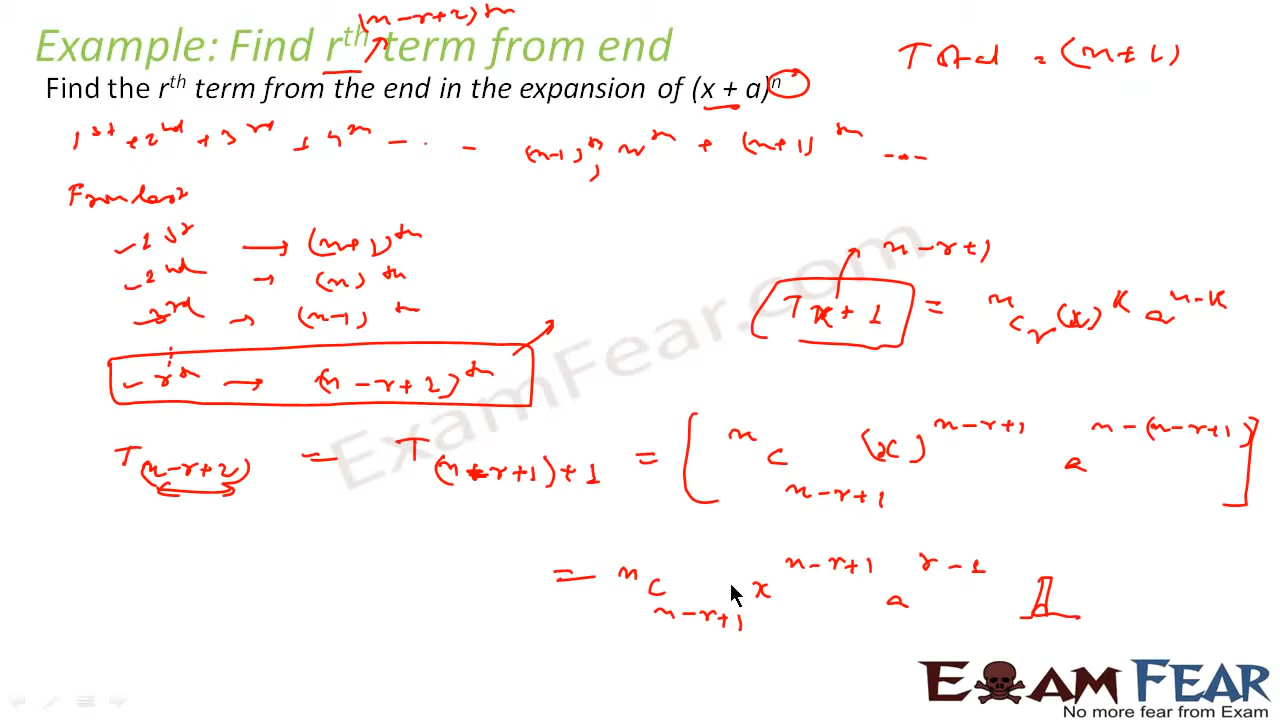 (n-r+2)th
Example: Find rth term from end
Total = (n+1)
Find the rth term from the end in the expansion of (x + a)n
1st + 2nd + 3rd + 4th - - - (n-1)th, nth + (n+1)th ----
From last
1st → (n+1)th
2nd → (n)th
3rd → (n-1)th
rth → (n-r+2)th
n-r+1
Tk+1 = nCr (x)k an-k
T(n-r+2) = T(n-r+1)+1 = [nCn-r+1 (x)n-r+1 an-(n-r+1)]
= nCn-r+1 xn-r+1 ar-1
ExamFear.com
EXAM FEAR
No more fear from Exam